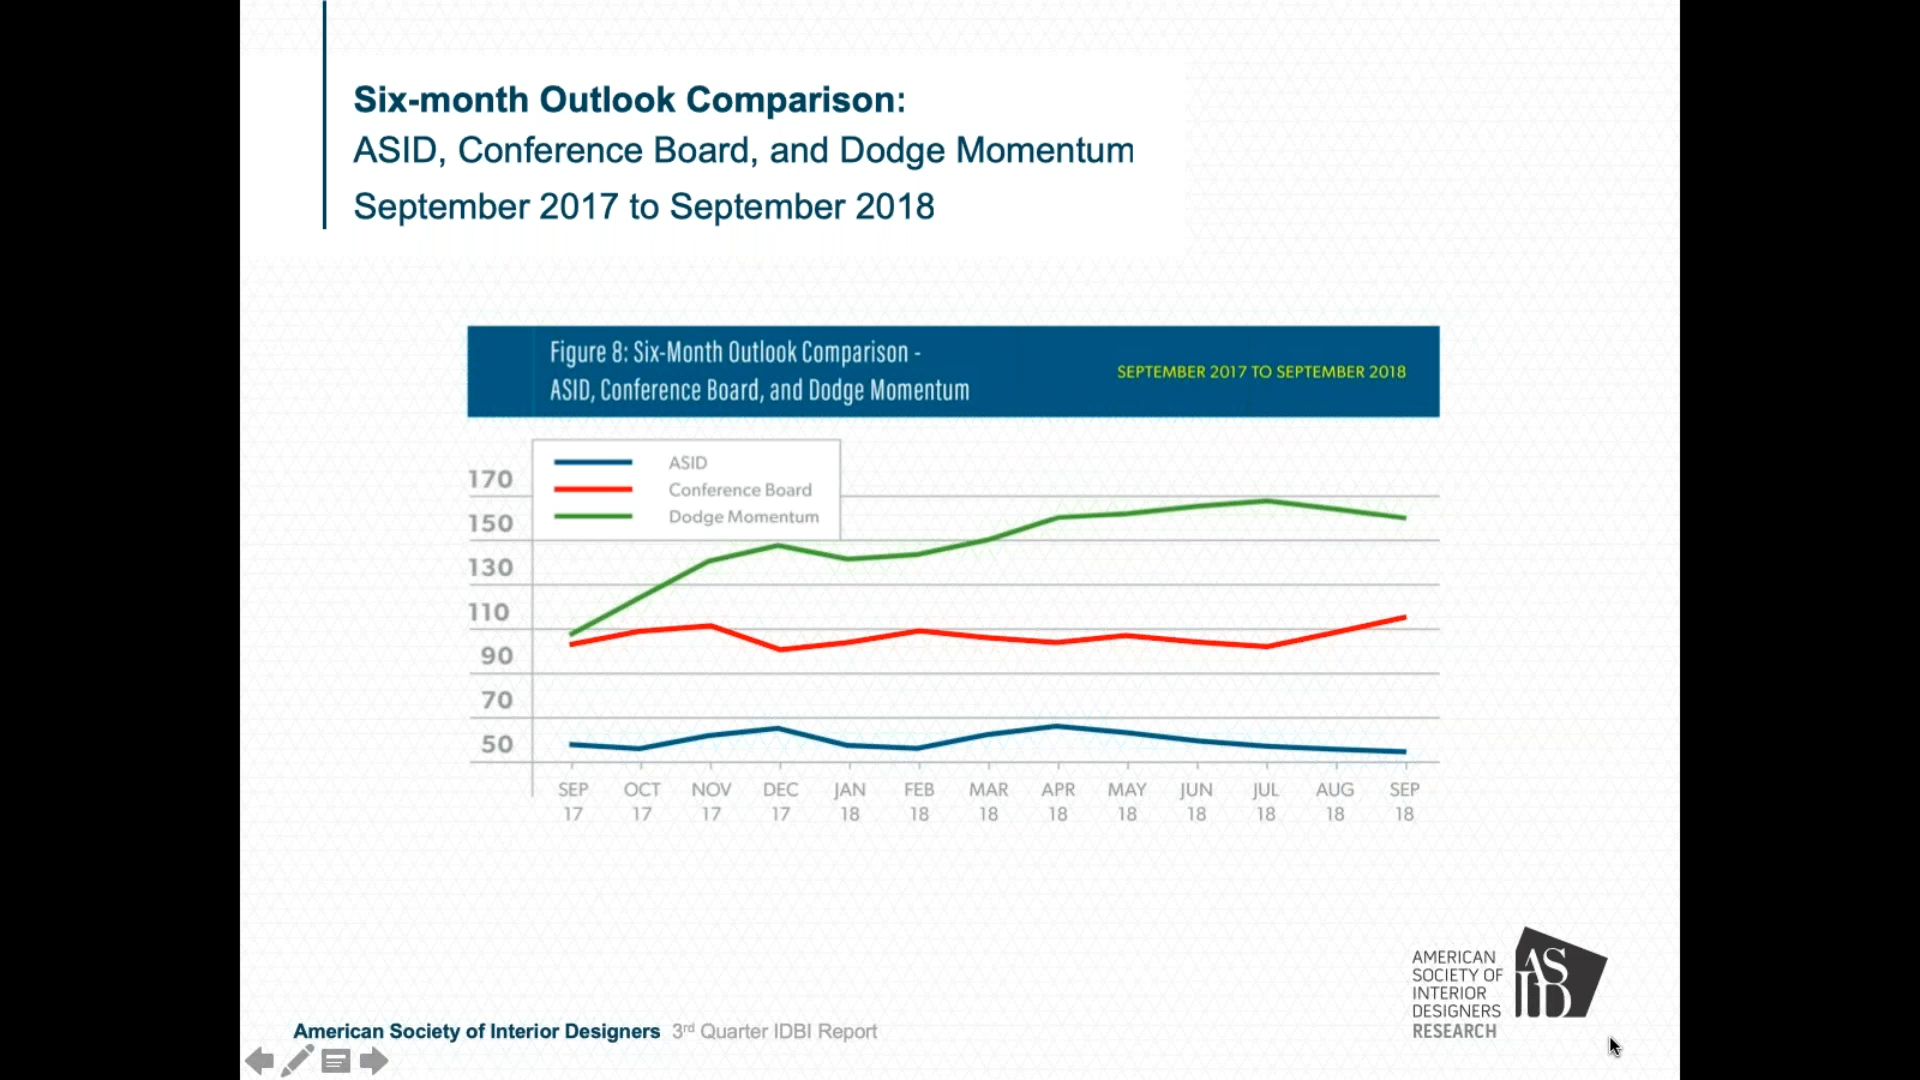 Six-month Outlook Comparison:
ASID, Conference Board, and Dodge Momentum
September 2017 to September 2018
Figure 8: Six-Month Outlook Comparison -
ASID, Conference Board, and Dodge Momentum
SEPTEMBER 2017 TO SEPTEMBER 2018
ASID
Conference Board
Dodge Momentum
170
150
130
110
90
70
50
SEP OCT NOV DEC JAN FEB MAR APR MAY JUN JUL AUG SEP
17 17 17 17 18 18 18 18 18 18 18 18 18
AMERICAN
SOCIETY OF
INTERIOR
DESIGNERS
RESEARCH
AS
ID
American Society of Interior Designers 3rd Quarter IDBI Report